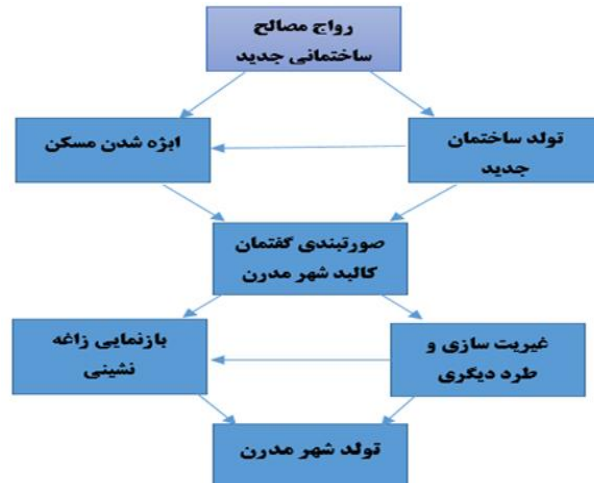 رواج مصالح
ساختمانی جدید
تولد ساختمان
جدید
ابژه شدن مسکن
صورتبندی گفتمان
کالبد شهر مدرن
غیریت سازی و
طرد دیگری
بازنمایی زاغه
نشینی
تولد شهر مدرن